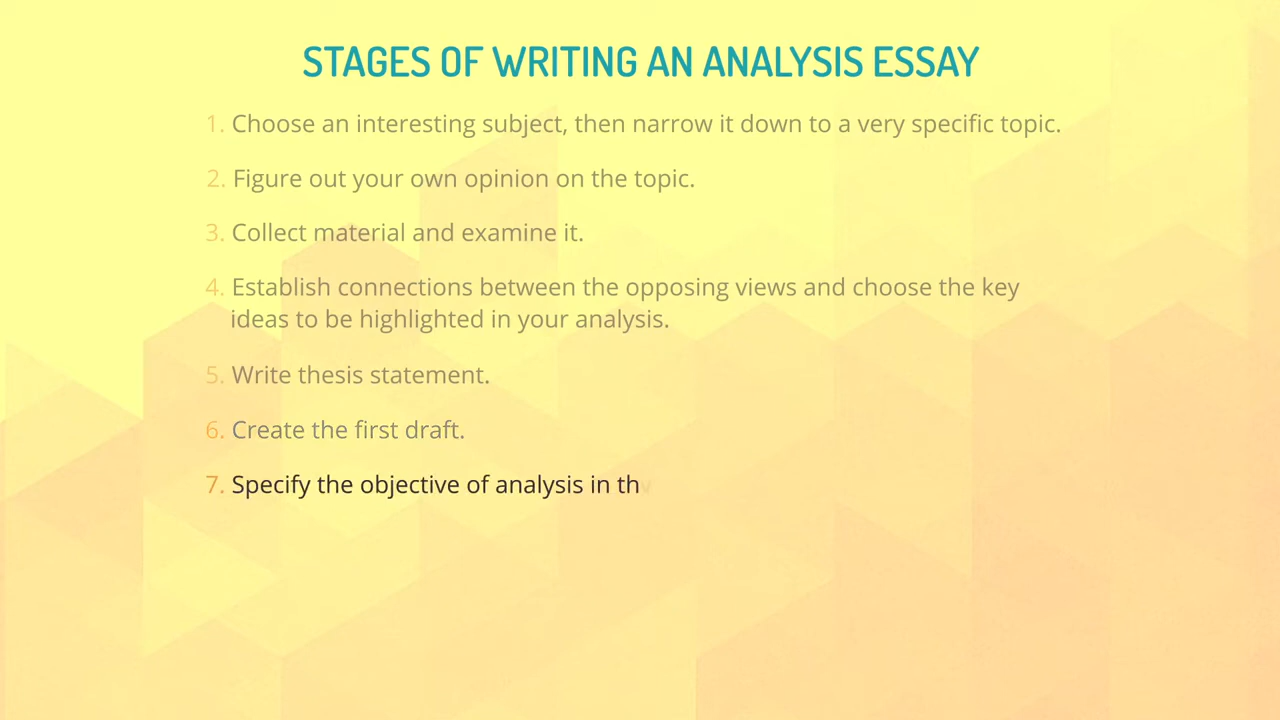 STAGES OF WRITING AN ANALYSIS ESSAY
1. Choose an interesting subject, then narrow it down to a very specific topic.
2. Figure out your own opinion on the topic.
3. Collect material and examine it.
4. Establish connections between the opposing views and choose the key
ideas to be highlighted in your analysis.
5. Write thesis statement.
6. Create the first draft.
7. Specify the objective of analysis in th